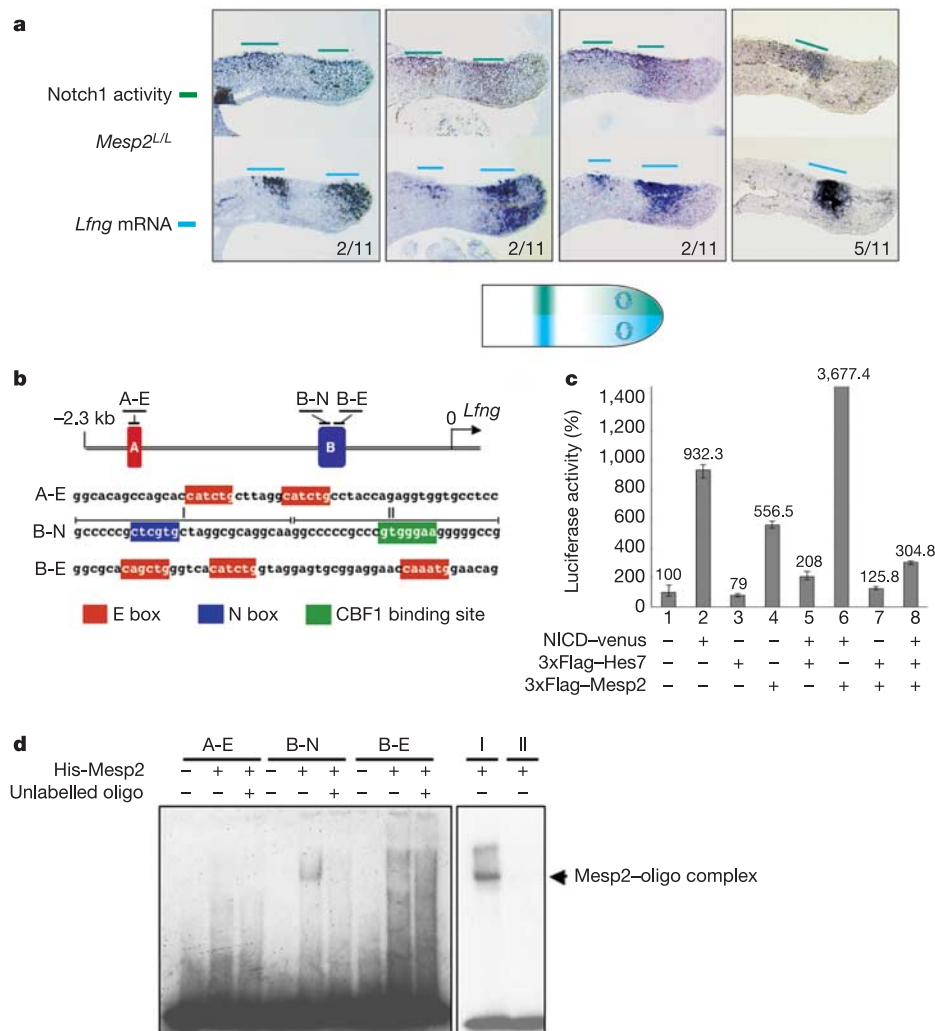 a
Notch1 activity
Mesp2L/L
Lfng mRNA
2/11
2/11
2/11
5/11
b
A-E
B-N
B-E
–2.3 kb
0
Lfng
A
B
A-E
ggcacagccagcaccatctgcttaggcatctgcctaccagaggtggtgcctcc
I
II
B-N
gcccccgctcgtgctaggcgcaggcaaggcccccgcccgtgggaagggggccg
B-E
ggcgcacagctgggtcacatctggtaggagtgcggaggaaccaaatggaacag
E box
N box
CBF1 binding site
c
Luciferase activity (%)
1,400
1,200
1,000
800
600
400
200
0
100
932.3
79
556.5
208
3,677.4
125.8
304.8
1 2 3 4 5 6 7 8
NICD–venus – + – – + + – +
3xFlag–Hes7 – – + – + – + +
3xFlag–Mesp2 – – – + – + + +
d
A-E
B-N
B-E
I
II
His-Mesp2 – + + – + + – + + + +
Unlabelled oligo – – + – – + – – + – –
Mesp2–oligo complex